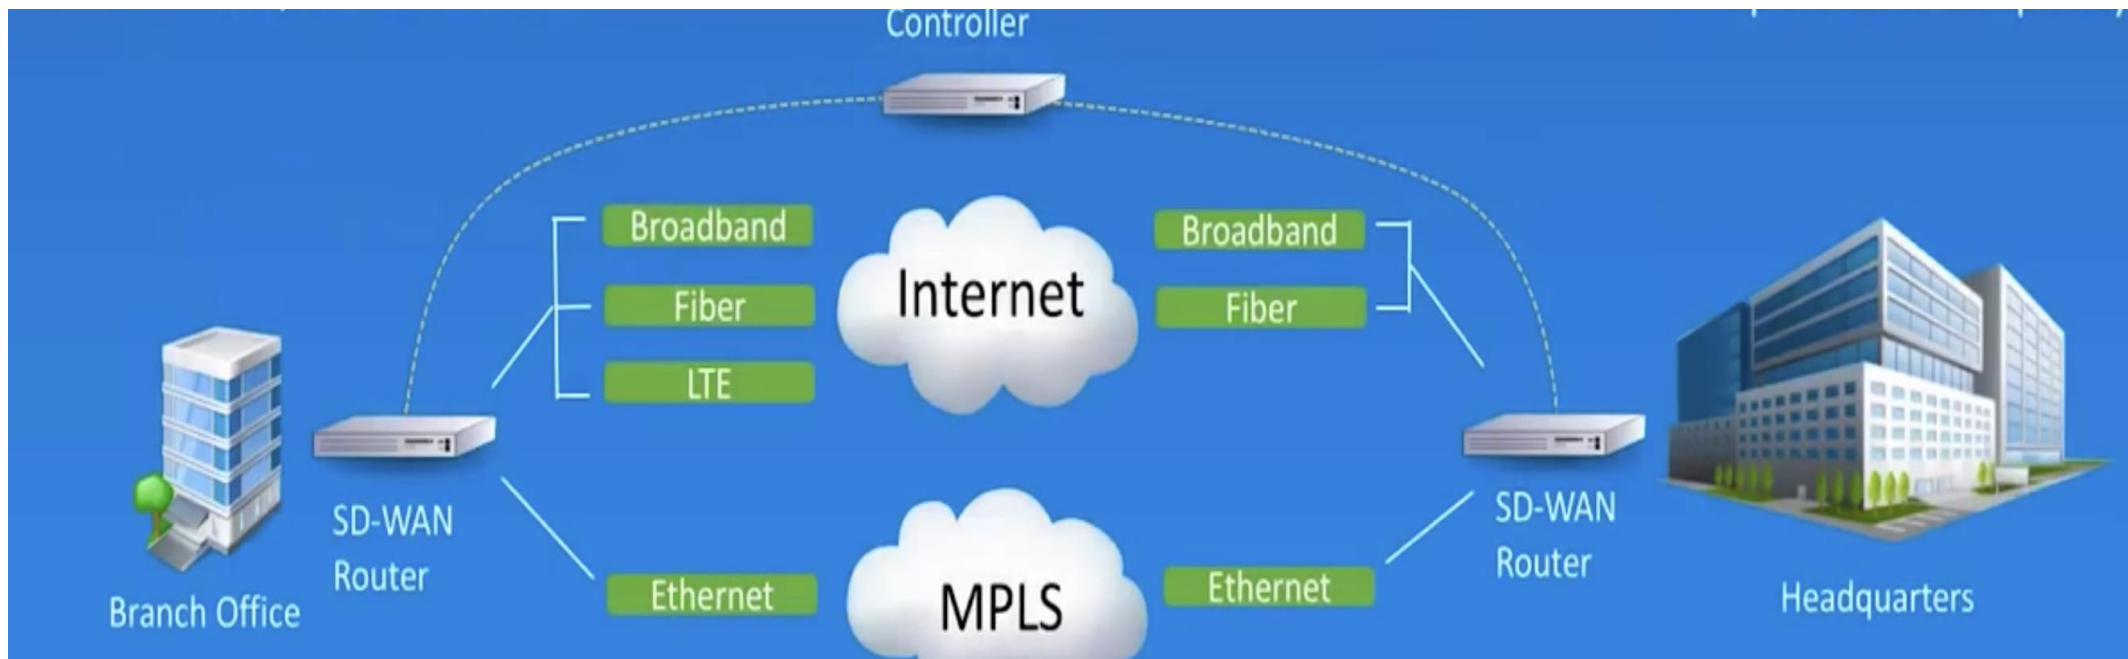 Controller
Broadband
Fiber
LTE
Internet
Broadband
Fiber
SD-WAN
Router
Branch Office
Ethernet
MPLS
Ethernet
SD-WAN
Router
Headquarters